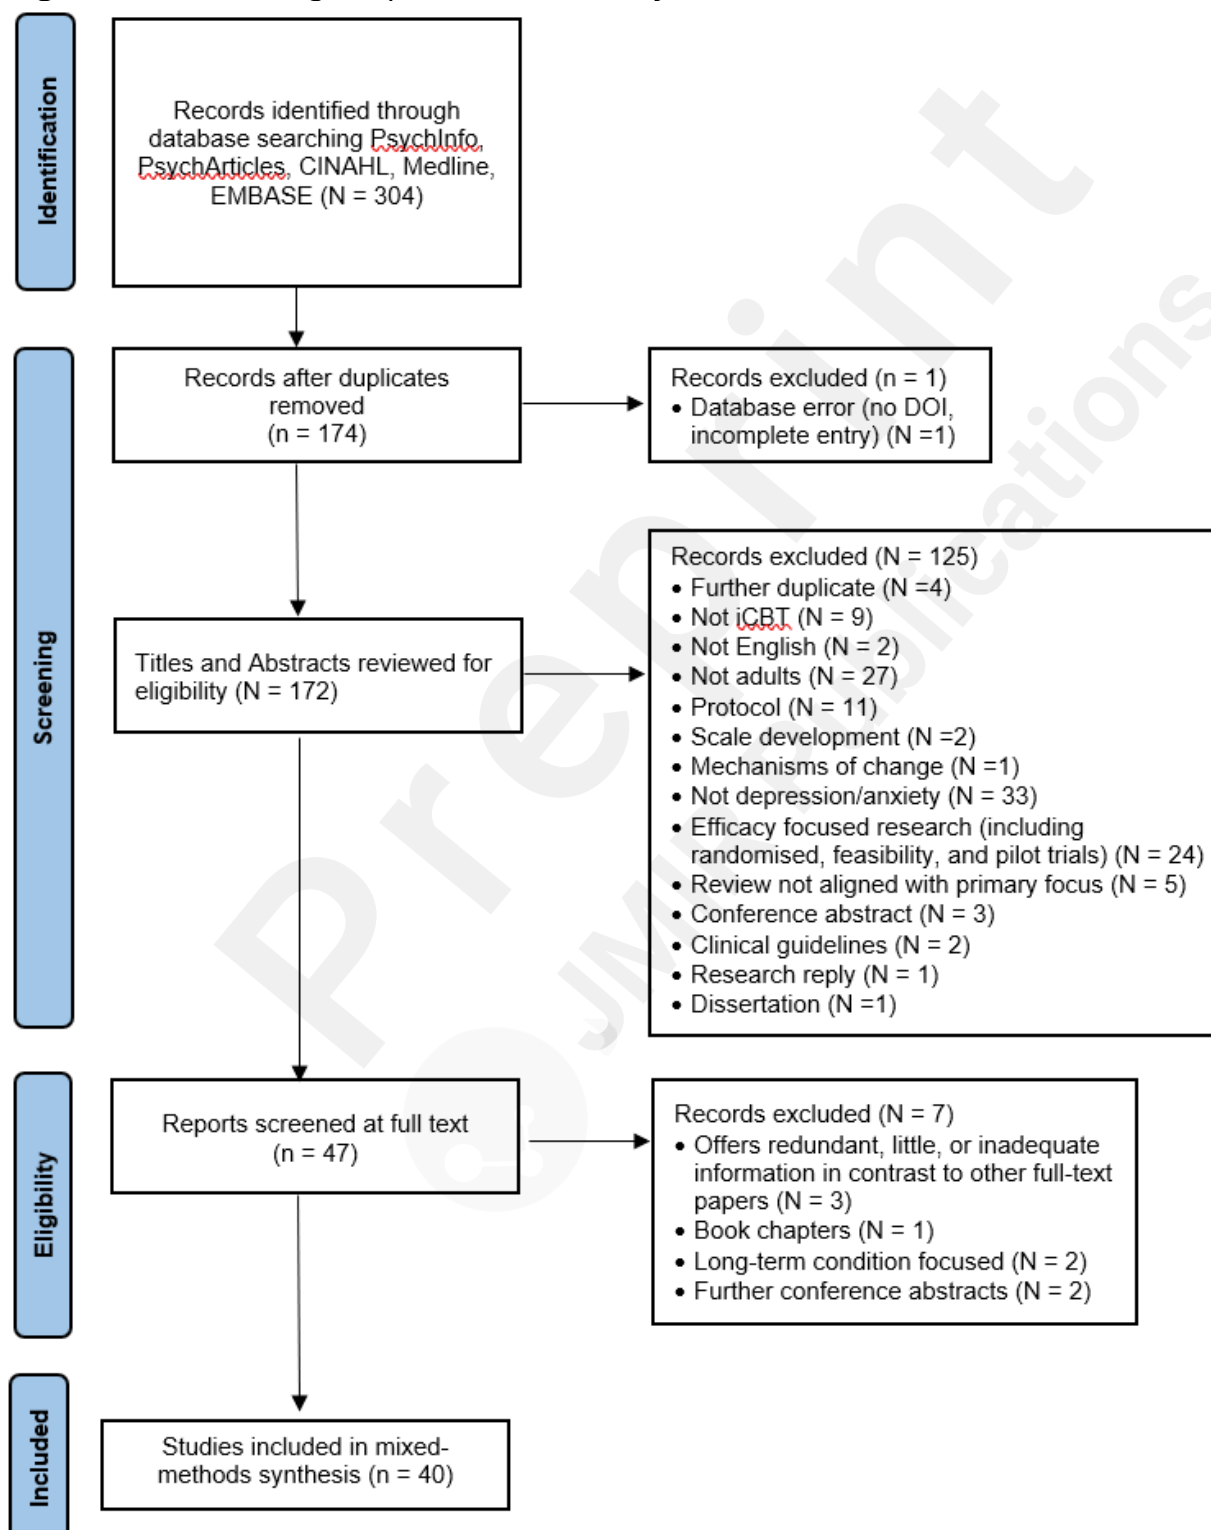 Identification
Records identified through
database searching PsychInfo,
PsychArticles, CINAHL, Medline,
EMBASE (N = 304)
Screening
Records after duplicates
removed
(n = 174)
Records excluded (n = 1)
• Database error (no DOI,
incomplete entry) (N =1)
Titles and Abstracts reviewed for
eligibility (N = 172)
Records excluded (N = 125)
• Further duplicate (N =4)
• Not iCBT (N = 9)
• Not English (N = 2)
• Not adults (N = 27)
• Protocol (N = 11)
• Scale development (N =2)
• Mechanisms of change (N =1)
• Not depression/anxiety (N = 33)
• Efficacy focused research (including
randomised, feasibility, and pilot trials) (N = 24)
• Review not aligned with primary focus (N = 5)
• Conference abstract (N = 3)
• Clinical guidelines (N = 2)
• Research reply (N = 1)
• Dissertation (N =1)
Eligibility
Reports screened at full text
(n = 47)
Records excluded (N = 7)
• Offers redundant, little, or inadequate
information in contrast to other full-text
papers (N = 3)
• Book chapters (N = 1)
• Long-term condition focused (N = 2)
• Further conference abstracts (N = 2)
Included
Studies included in mixed-
methods synthesis (n = 40)
Preprint
JMIR Publications